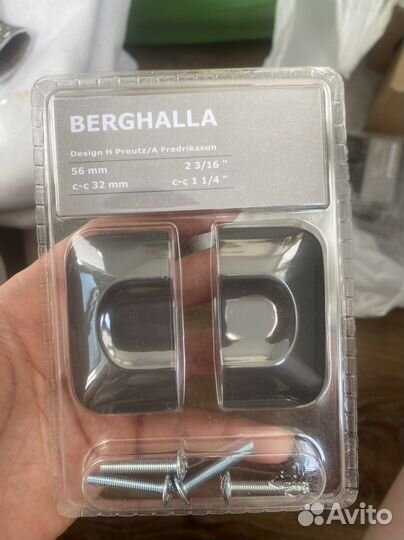 BERGHALLA
Design H Preutz/A Fredriksson
56 mm 2 3/16 "
c-c 32 mm c-c 1 1/4 "
Avito